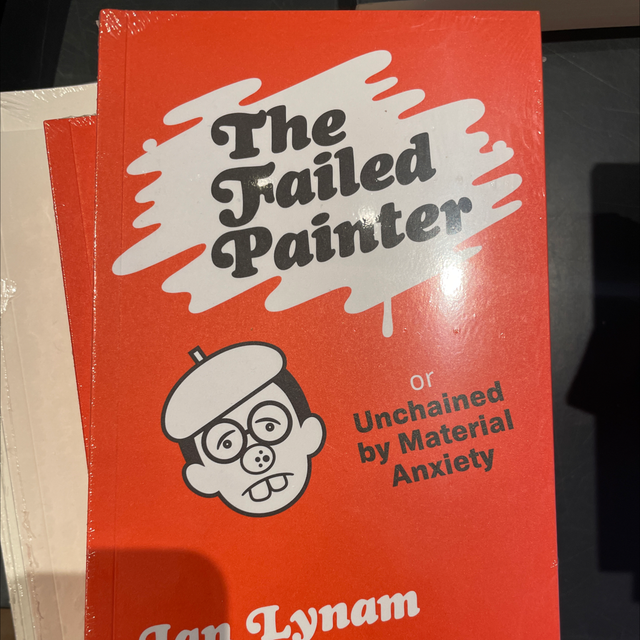 The
Failed
Painter
or
Unchained
by Material
Anxiety
Ian Lynam